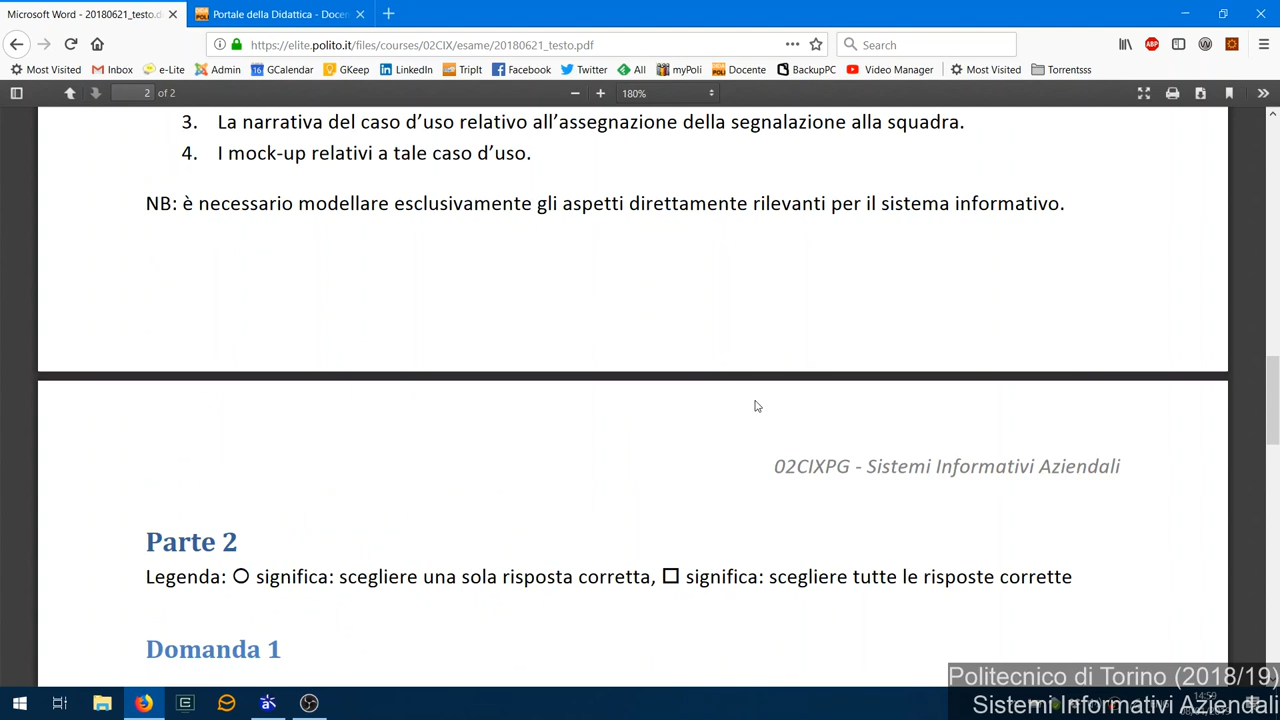 Microsoft Word - 20180621_testo.d
Portale della Didattica - Docen
https://elite.polito.it/files/courses/02CIX/esame/20180621_testo.pdf
Search
Most Visited
Inbox
e-Lite
Admin
GCalendar
GKeep
LinkedIn
TripIt
Facebook
Twitter
All
myPoli
Docente
BackupPC
Video Manager
Most Visited
Torrentsss
2 of 2
180%
3. La narrativa del caso d’uso relativo all’assegnazione della segnalazione alla squadra.
4. I mock-up relativi a tale caso d’uso.
NB: è necessario modellare esclusivamente gli aspetti direttamente rilevanti per il sistema informativo.
02CIXPG - Sistemi Informativi Aziendali
Parte 2
Legenda: ○ significa: scegliere una sola risposta corretta, □ significa: scegliere tutte le risposte corrette
Domanda 1
Politecnico di Torino (2018/19)
14:59
Sistemi Informativi Aziendali